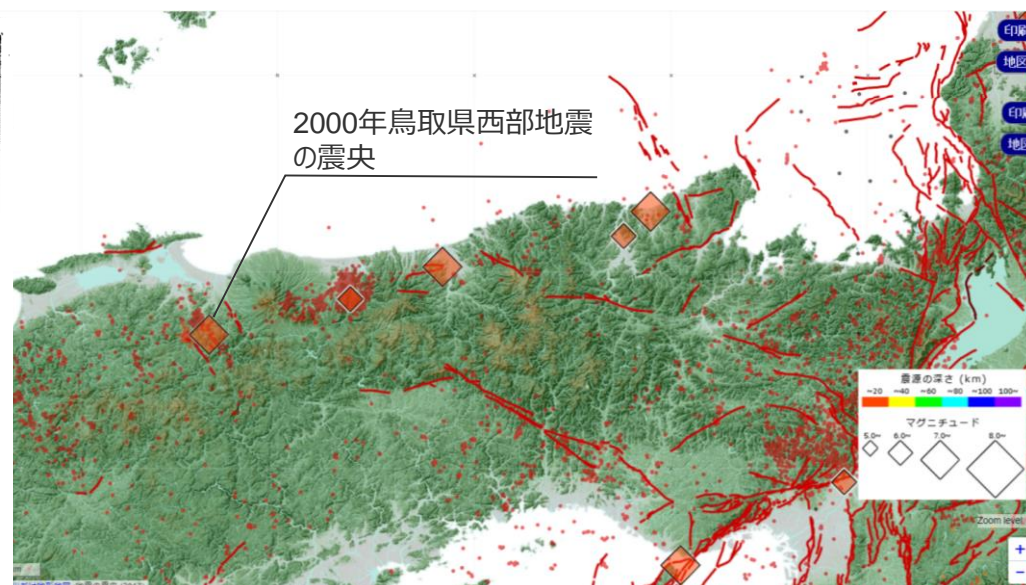 印刷
地図
印刷
地図
2000年鳥取県西部地震
の震央
震源の深さ (km)
~20 ~40 ~60 ~80 ~100 100~
マグニチュード
5.0~ 6.0~ 7.0~ 8.0~
Zoom level
+
−